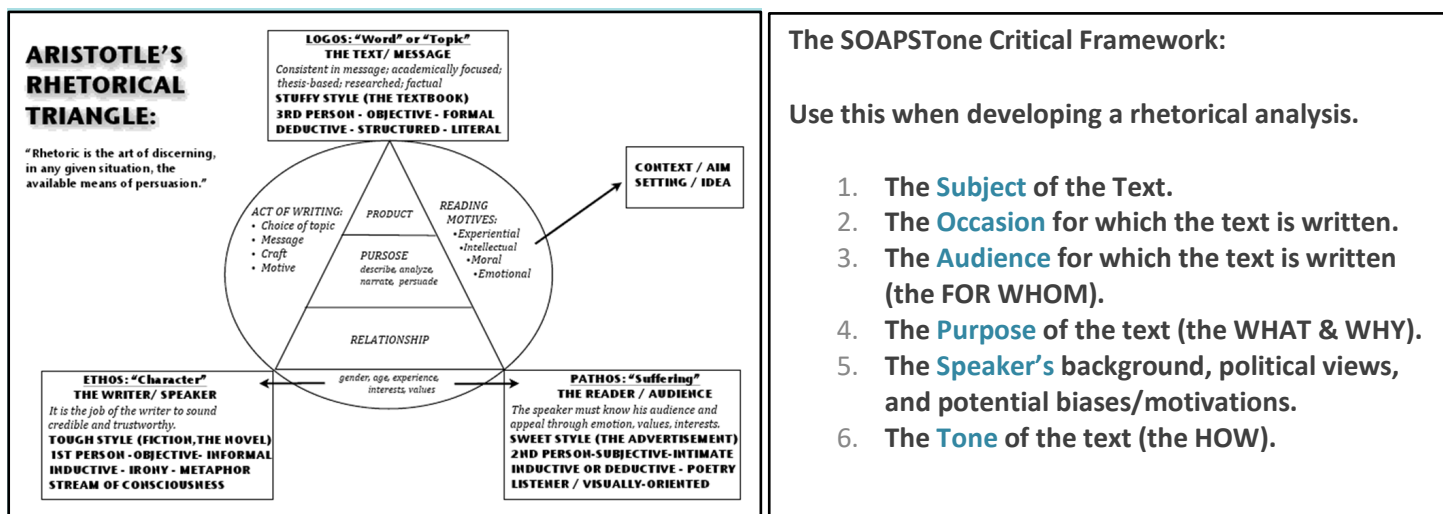 ARISTOTLE'S
RHETORICAL
TRIANGLE:
"Rhetoric is the art of discerning,
in any given situation, the
available means of persuasion."
LOGOS: "Word" or "Topic"
THE TEXT/ MESSAGE
Consistent in message; academically focused;
thesis-based; researched; factual
STUFFY STYLE (THE TEXTBOOK)
3RD PERSON - OBJECTIVE - FORMAL
DEDUCTIVE - STRUCTURED - LITERAL
CONTEXT / AIM
SETTING / IDEA
ACT OF WRITING:
• Choice of topic
• Message
• Craft
• Motive
PRODUCT
READING
MOTIVES:
•Experiential
•Intellectual
•Moral
•Emotional
PURSOSE
describe, analyze,
narrate, persuade
RELATIONSHIP
gender, age, experience,
interests, values
ETHOS: "Character"
THE WRITER/ SPEAKER
It is the job of the writer to sound
credible and trustworthy.
TOUGH STYLE (FICTION,THE NOVEL)
1ST PERSON -OBJECTIVE- INFORMAL
INDUCTIVE - IRONY - METAPHOR
STREAM OF CONSCIOUSNESS
PATHOS: "Suffering"
THE READER / AUDIENCE
The speaker must know his audience and
appeal through emotion, values, interests.
SWEET STYLE (THE ADVERTISEMENT)
2ND PERSON-SUBJECTIVE-INTIMATE
INDUCTIVE OR DEDUCTIVE - POETRY
LISTENER / VISUALLY-ORIENTED
The SOAPSTone Critical Framework:
Use this when developing a rhetorical analysis.
1. The Subject of the Text.
2. The Occasion for which the text is written.
3. The Audience for which the text is written
(the FOR WHOM).
4. The Purpose of the text (the WHAT & WHY).
5. The Speaker's background, political views,
and potential biases/motivations.
6. The Tone of the text (the HOW).